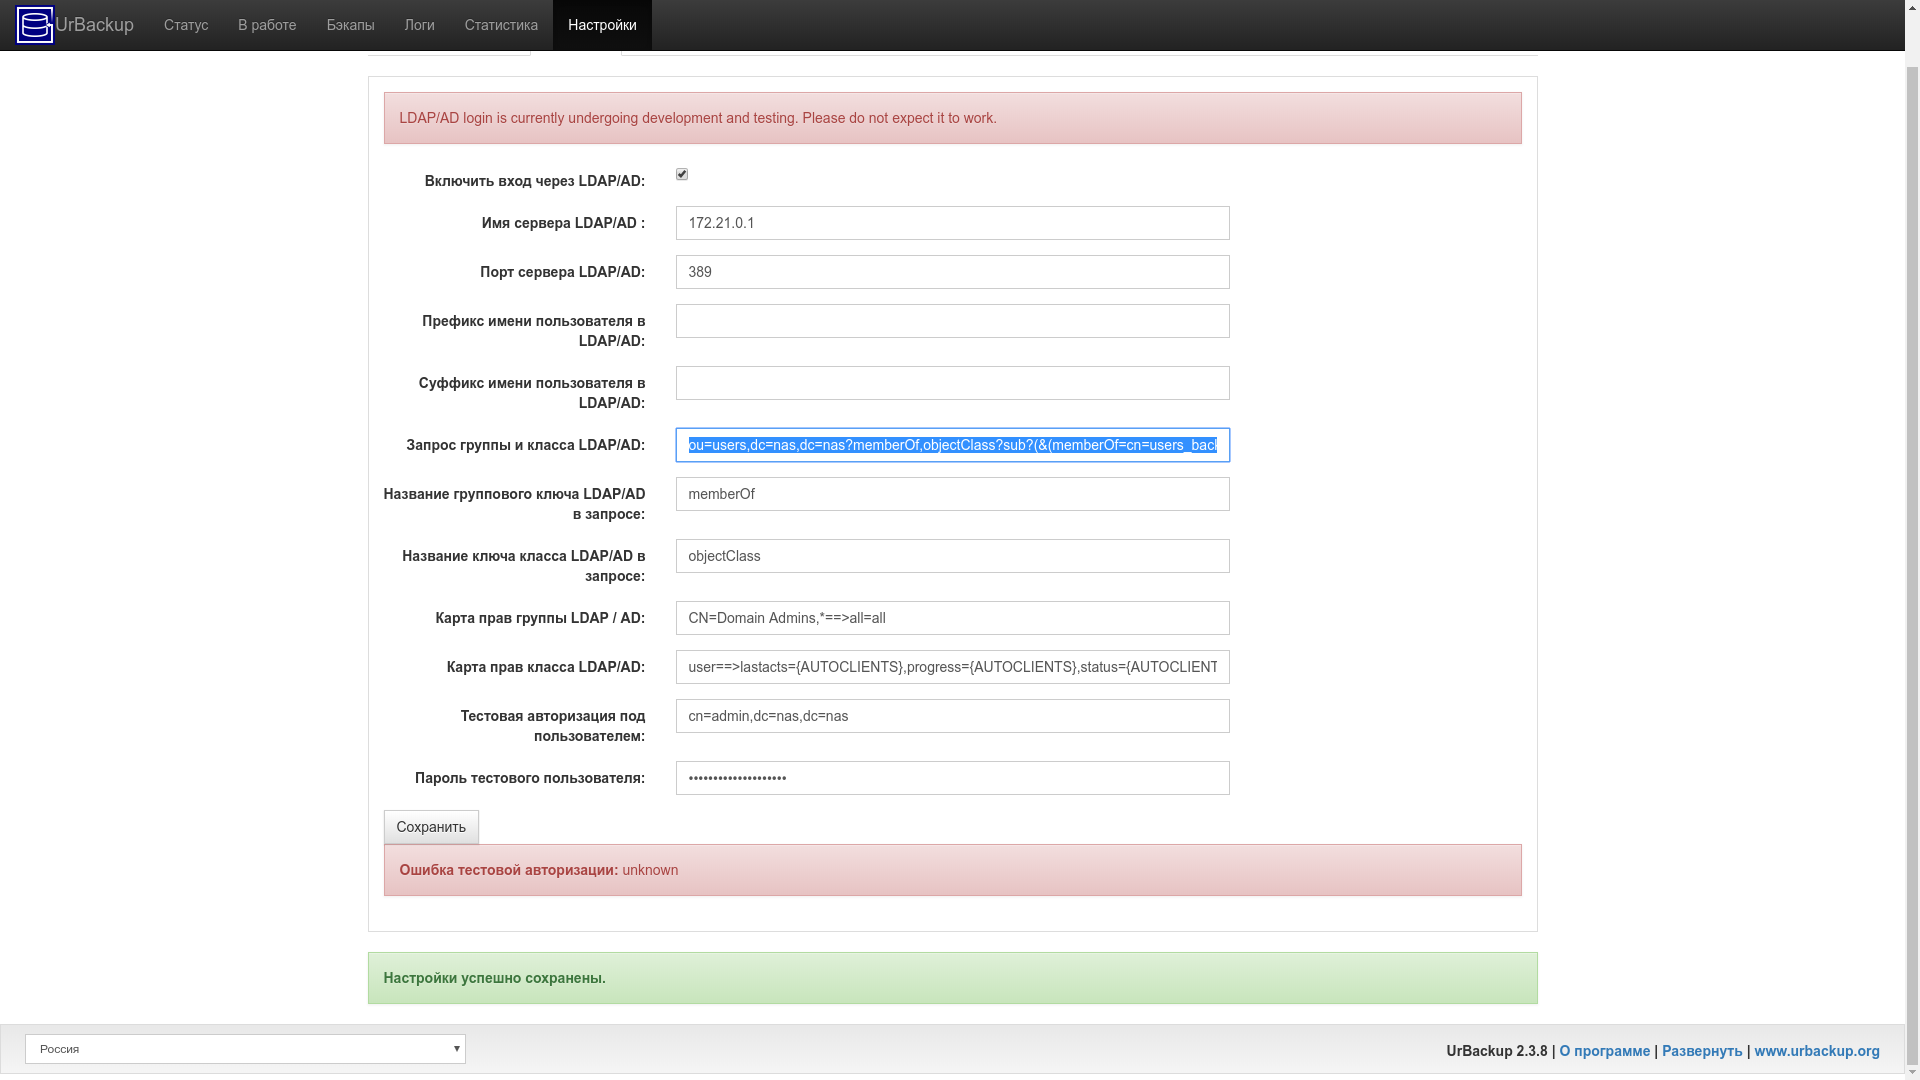 UrBackup Статус В работе Бэкапы Логи Статистика Настройки
LDAP/AD login is currently undergoing development and testing. Please do not expect it to work.
Включить вход через LDAP/AD:
Имя сервера LDAP/AD : 172.21.0.1
Порт сервера LDAP/AD: 389
Префикс имени пользователя в
LDAP/AD:
Суффикс имени пользователя в
LDAP/AD:
Запрос группы и класса LDAP/AD: ou=users,dc=nas,dc=nas?memberOf,objectClass?sub?(&(memberOf=cn=users_back
Название группового ключа LDAP/AD memberOf
в запросе:
Название ключа класса LDAP/AD в objectClass
запросе:
Карта прав группы LDAP / AD: CN=Domain Admins,*==>all=all
Карта прав класса LDAP/AD: user==>lastacts={AUTOCLIENTS},progress={AUTOCLIENTS},status={AUTOCLIENT
Тестовая авторизация под cn=admin,dc=nas,dc=nas
пользователем:
Пароль тестового пользователя: ••••••••••••••••••••
Сохранить
Ошибка тестовой авторизации: unknown
Настройки успешно сохранены.
Россия UrBackup 2.3.8 | О программе | Развернуть | www.urbackup.org